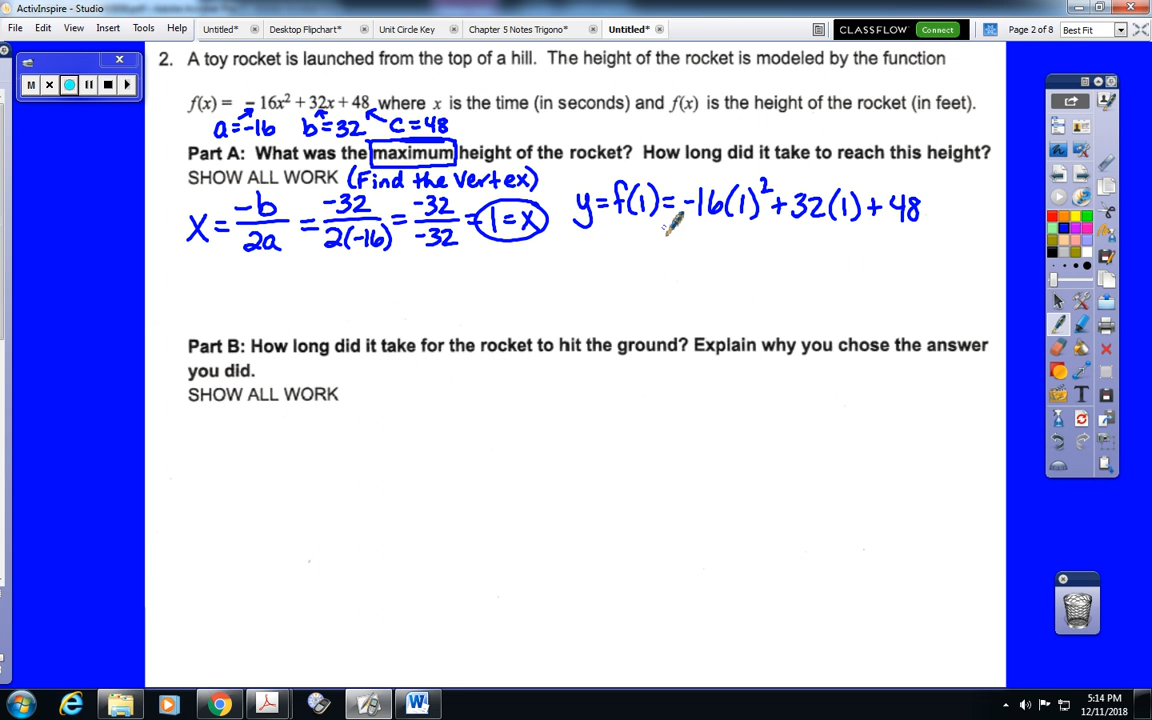 ActivInspire - Studio
File Edit View Insert Tools Help Untitled* Desktop Flipchart* Unit Circle Key Chapter 5 Notes Trigono* Untitled* CLASSFLOW Connect Page 2 of 8 Best Fit
2. A toy rocket is launched from the top of a hill. The height of the rocket is modeled by the function
f(x) = −16x² + 32x + 48 where x is the time (in seconds) and f(x) is the height of the rocket (in feet).
a=-16 b=32 c=48
Part A: What was the maximum height of the rocket? How long did it take to reach this height?
SHOW ALL WORK (Find the Vertex)
X = -b/2a = -32/2(-16) = -32/-32 = 1 = x y = f(1) = -16(1)² + 32(1) + 48
Part B: How long did it take for the rocket to hit the ground? Explain why you chose the answer
you did.
SHOW ALL WORK
M
T
5:14 PM
12/11/2018